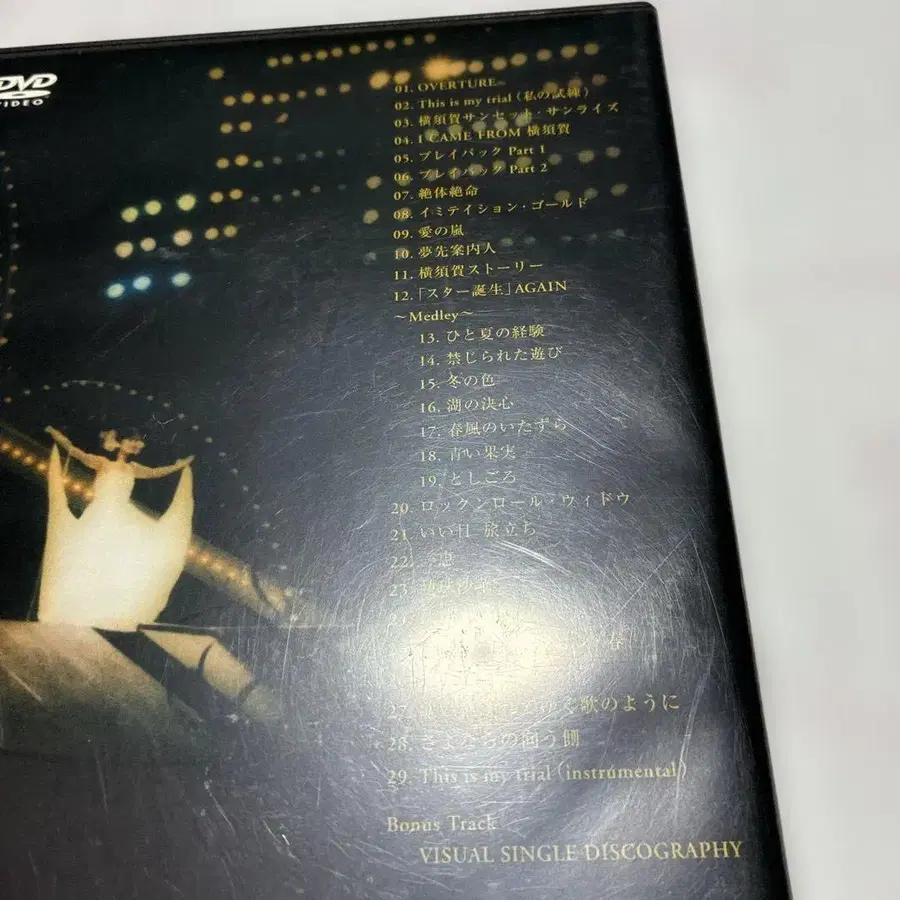 DVD
VIDEO
01. OVERTURE
02. This is my trial (私の試練)
03. 横須賀サンセット・サンライズ
04. I CAME FROM 横須賀
05. プレイバック Part 1
06. プレイバック Part 2
07. 絶体絶命
08. イミテイション・ゴールド
09. 愛の嵐
10. 夢先案内人
11. 横須賀ストーリー
12.「スター誕生」AGAIN
～Medley～
13. ひと夏の経験
14. 禁じられた遊び
15. 冬の色
16. 湖の決心
17. 春風のいたずら
18. 青い果実
19. としごろ
20. ロックンロール・ウィドウ
21. いい日 旅立ち
22.
23.
春
27. 歌のように
28. さよならの向う側
29. This is my trial (instrumental)
Bonus Track
VISUAL SINGLE DISCOGRAPHY